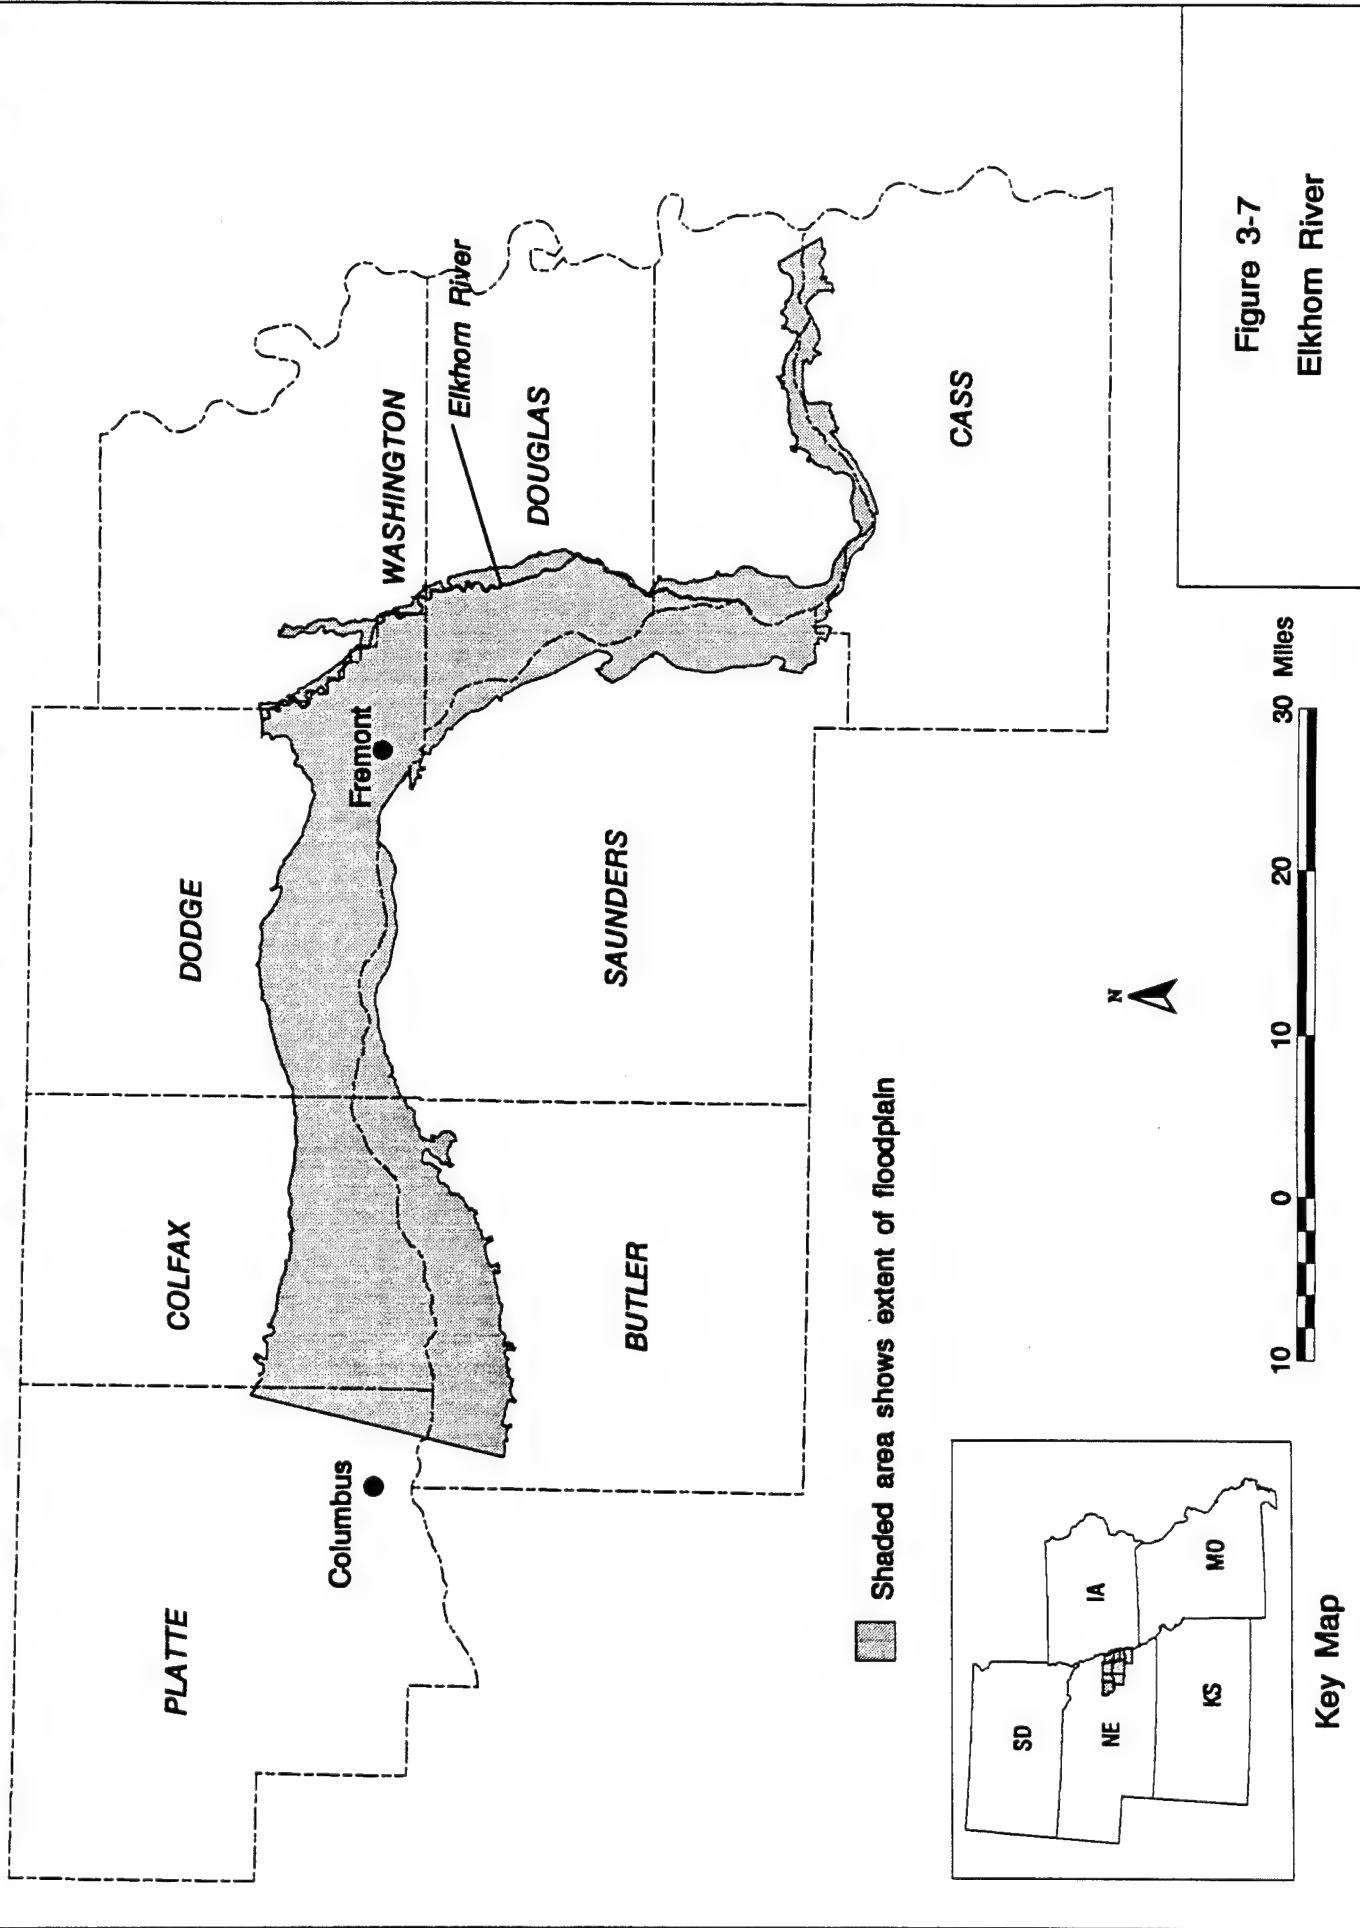 PLATTE
COLFAX
DODGE
Columbus
Fremont
WASHINGTON
Elkhorn River
DOUGLAS
BUTLER
SAUNDERS
CASS
Shaded area shows extent of floodplain
N
10 0 10 20 30 Miles
SD
NE
IA
KS
MO
Key Map
Figure 3-7
Elkhorn River